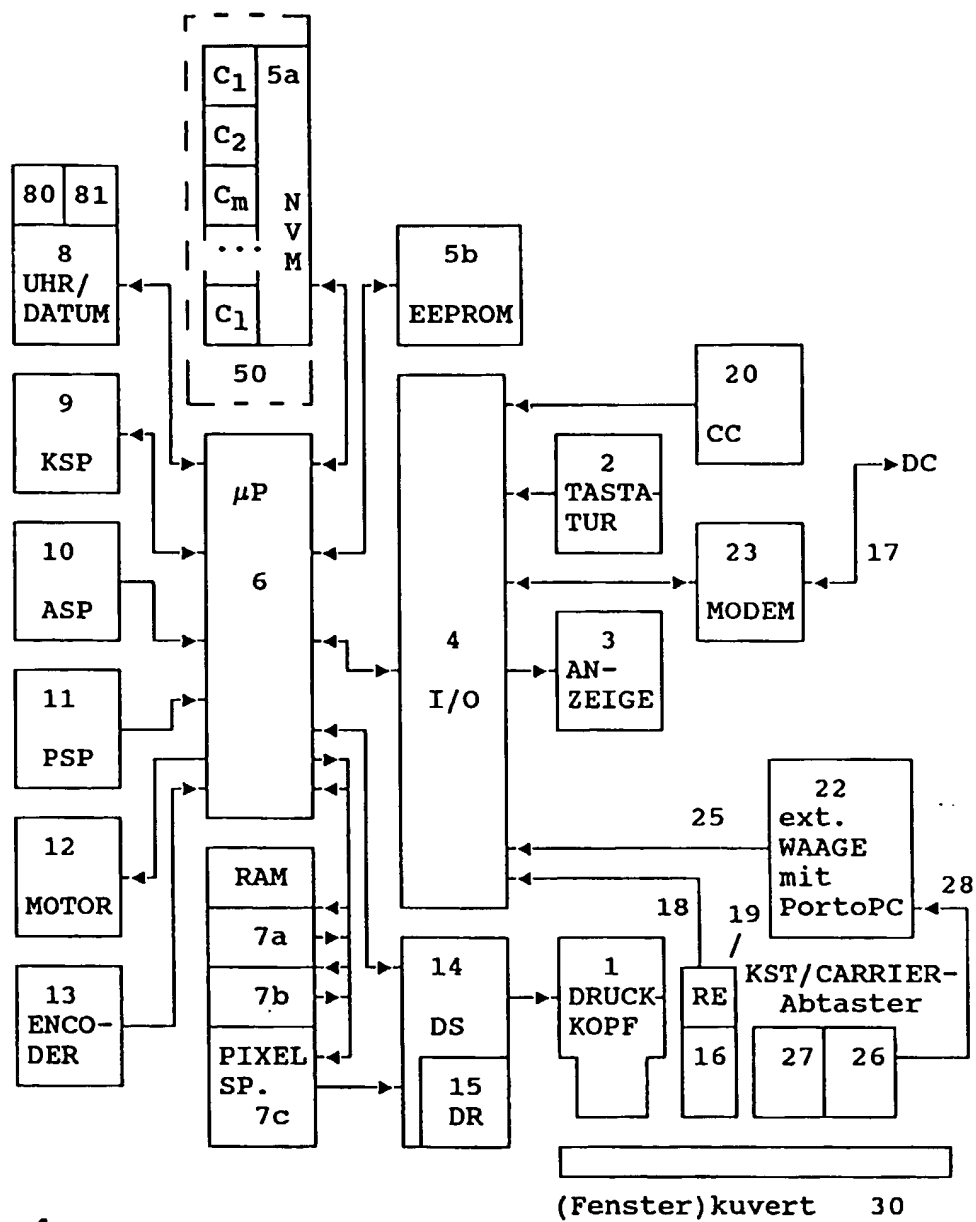 C1 5a
C2
Cm
NVM
...
Cl
50
80 81
8
UHR/
DATUM
5b
EEPROM
9
KSP
10
ASP
11
PSP
12
MOTOR
13
ENCO-
DER
μP
6
4
I/O
20
CC
2
TASTA-
TUR
DC
17
23
MODEM
3
AN-
ZEIGE
22
ext.
WAAGE
mit
PortoPC
25
28
18
19
RAM
7a
7b
PIXEL
SP.
7c
14
DS
15
DR
1
DRUCK-
KOPF
RE
16
KST/CARRIER-
Abtaster
27 26
(Fenster)kuvert 30